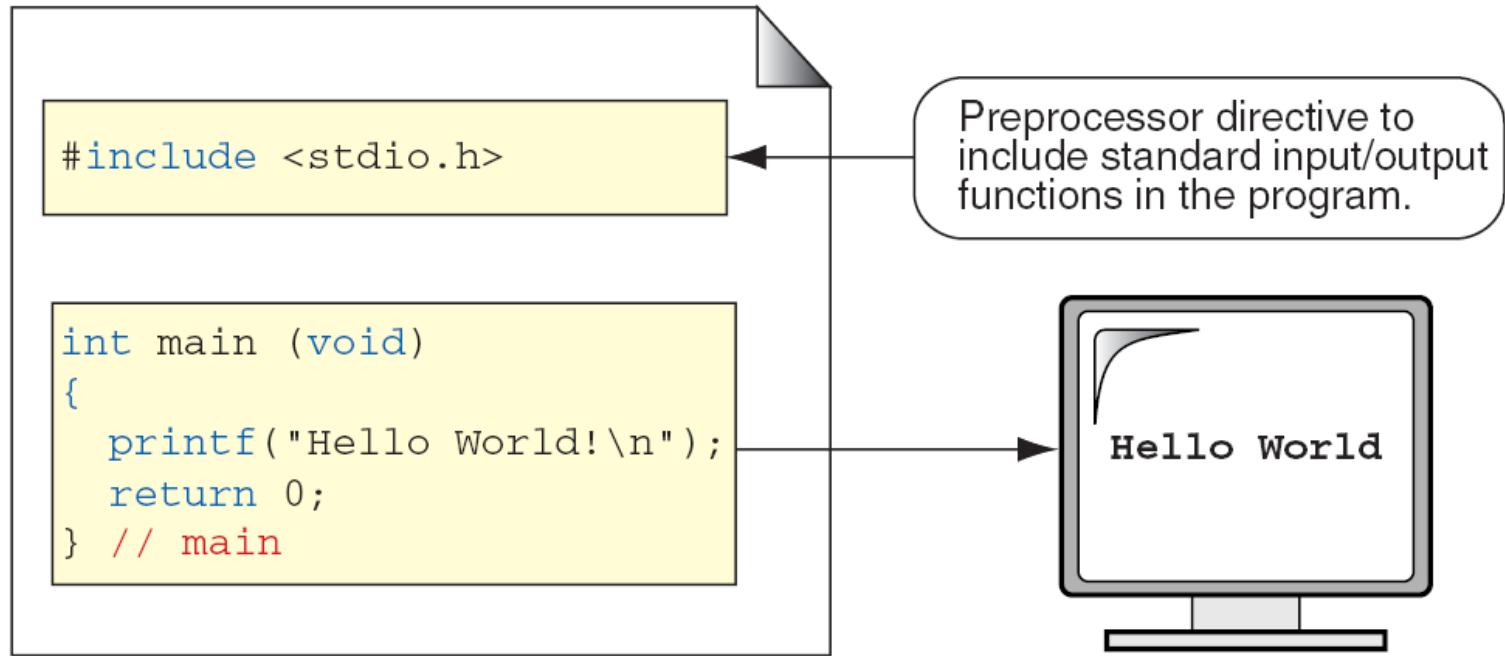 #include <stdio.h>
Preprocessor directive to
include standard input/output
functions in the program.
int main (void)
{
printf("Hello World!\n");
return 0;
} // main
Hello World